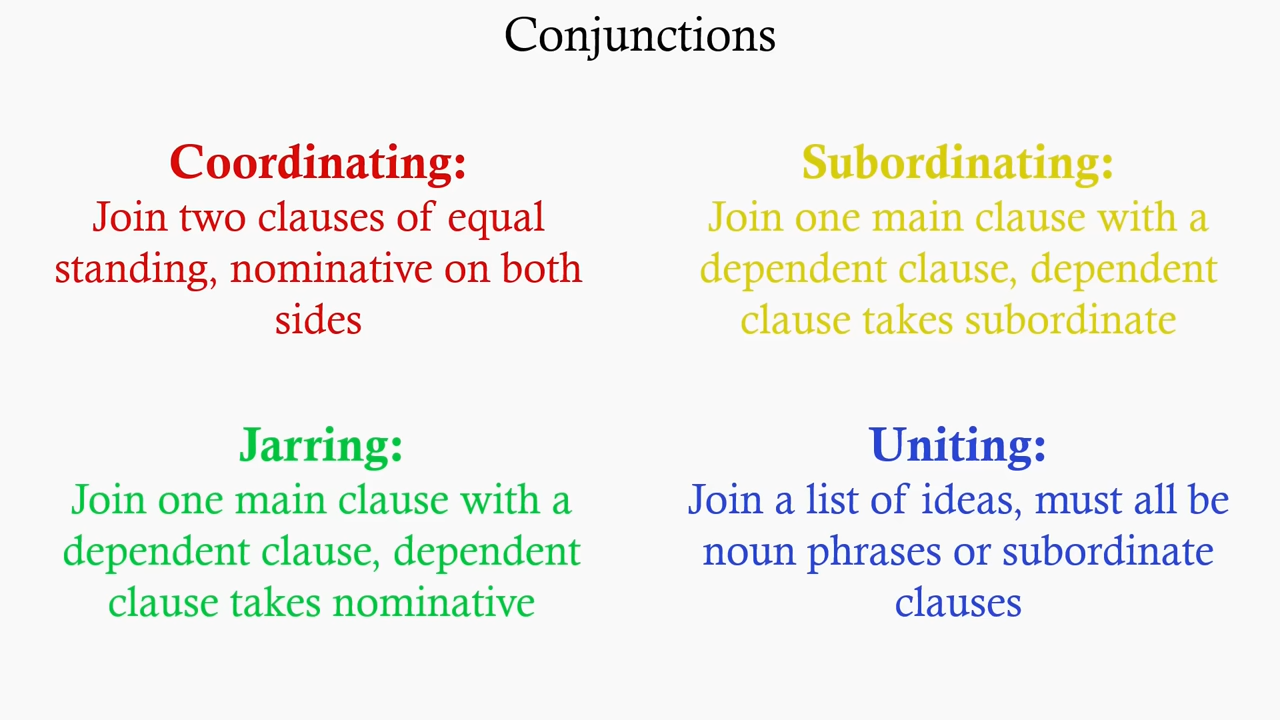 Conjunctions
Coordinating:
Join two clauses of equal
standing, nominative on both
sides
Subordinating:
Join one main clause with a
dependent clause, dependent
clause takes subordinate
Jarring:
Join one main clause with a
dependent clause, dependent
clause takes nominative
Uniting:
Join a list of ideas, must all be
noun phrases or subordinate
clauses